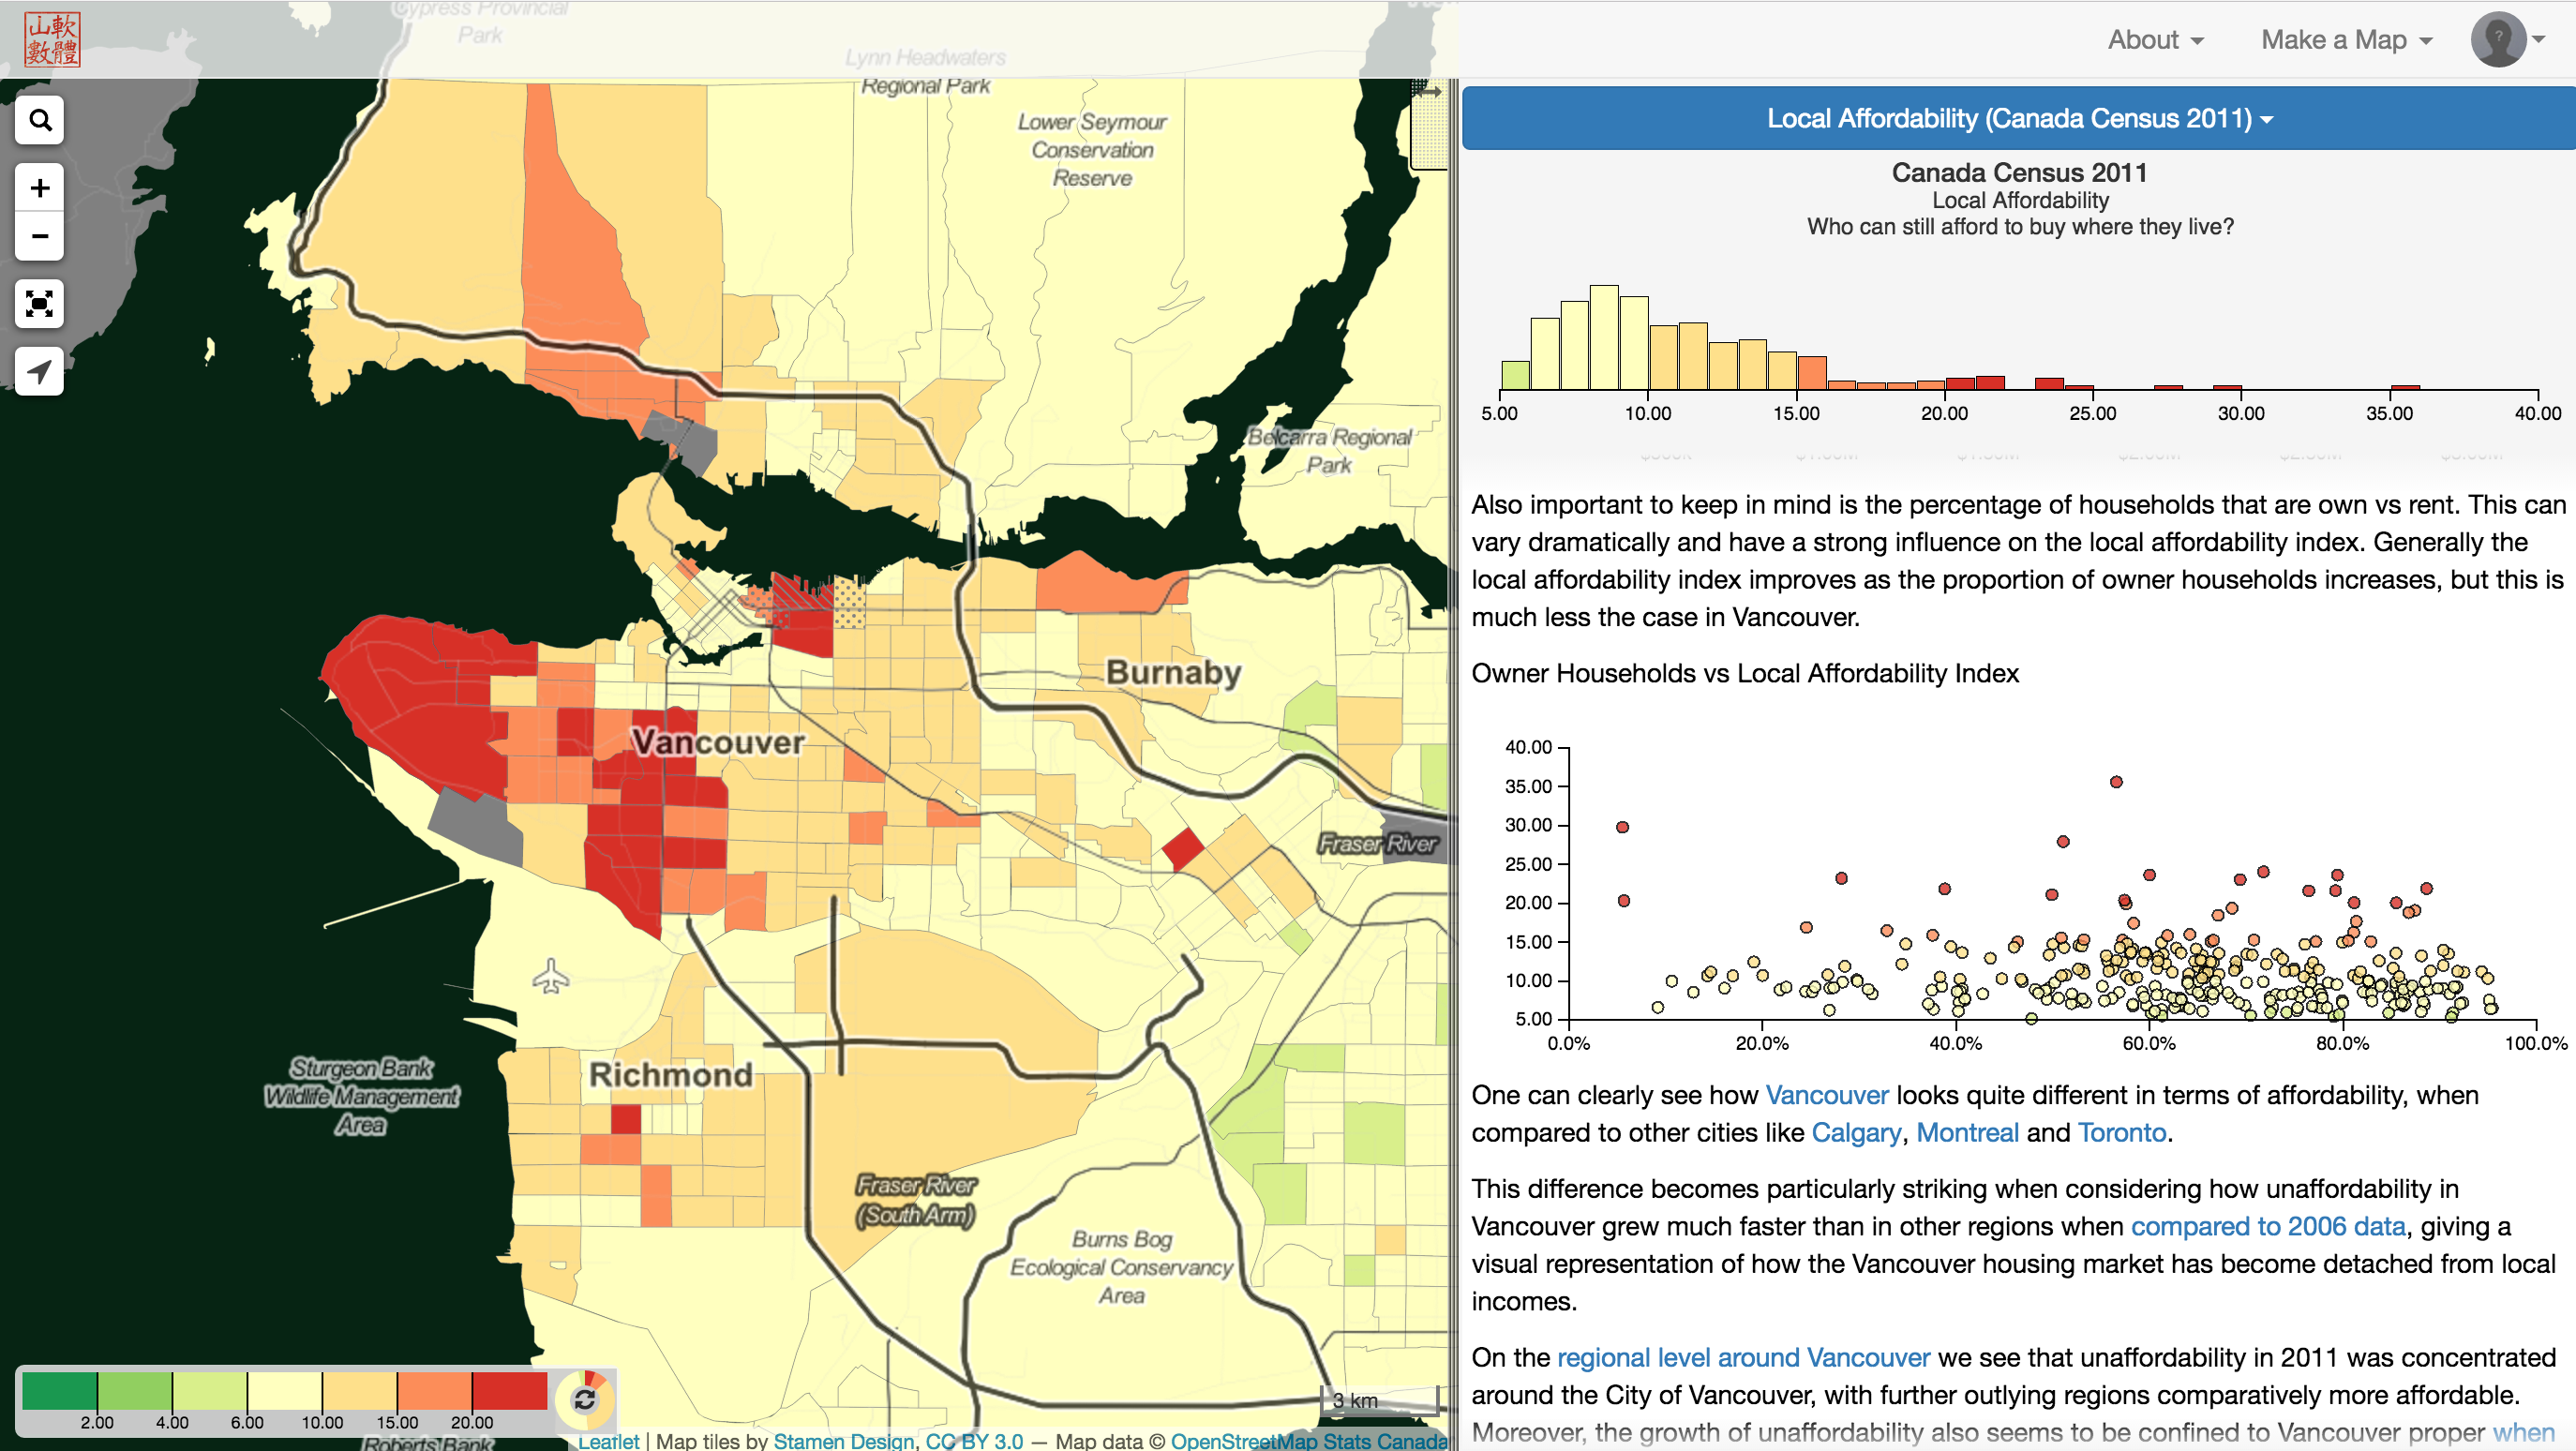 山軟
數體
Cypress Provincial
Park
Lynn Headwaters
Regional Park
Lower Seymour
Conservation
Reserve
Belcarra Regional
Park
Burnaby
Vancouver
Fraser River
Richmond
Sturgeon Bank
Wildlife Management
Area
Fraser River
(South Arm)
Burns Bog
Ecological Conservancy
Area
Roberts Bank
+
−
2.00 4.00 6.00 10.00 15.00 20.00
3 km
Leaflet | Map tiles by Stamen Design, CC BY 3.0 — Map data © OpenStreetMap Stats Canada
About Make a Map
?
Local Affordability (Canada Census 2011)
Canada Census 2011
Local Affordability
Who can still afford to buy where they live?
5.00 10.00 15.00 20.00 25.00 30.00 35.00 40.00
Also important to keep in mind is the percentage of households that are own vs rent. This can
vary dramatically and have a strong influence on the local affordability index. Generally the
local affordability index improves as the proportion of owner households increases, but this is
much less the case in Vancouver.
Owner Households vs Local Affordability Index
40.00
35.00
30.00
25.00
20.00
15.00
10.00
5.00
0.0% 20.0% 40.0% 60.0% 80.0% 100.0%
One can clearly see how Vancouver looks quite different in terms of affordability, when
compared to other cities like Calgary, Montreal and Toronto.
This difference becomes particularly striking when considering how unaffordability in
Vancouver grew much faster than in other regions when compared to 2006 data, giving a
visual representation of how the Vancouver housing market has become detached from local
incomes.
On the regional level around Vancouver we see that unaffordability in 2011 was concentrated
around the City of Vancouver, with further outlying regions comparatively more affordable.
Moreover, the growth of unaffordability also seems to be confined to Vancouver proper when